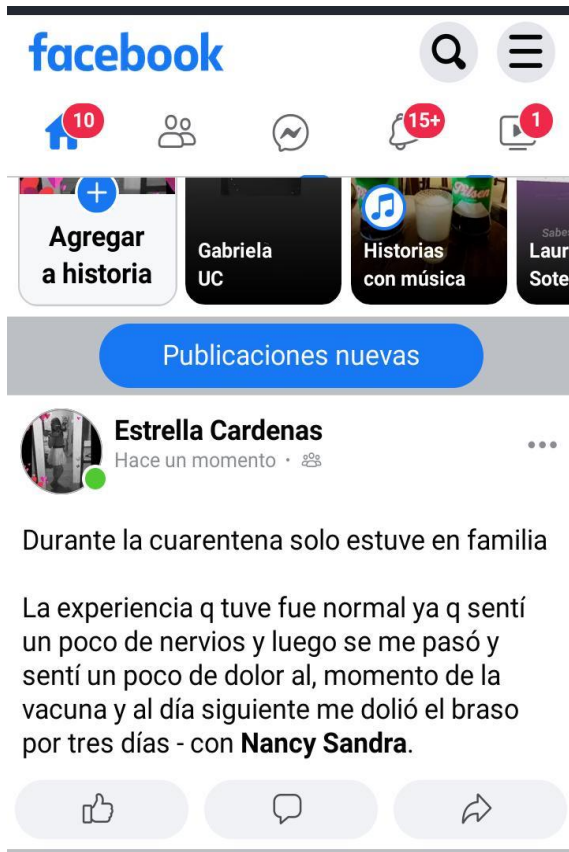 facebook
10
15+
1
Agregar
a historia
Gabriela
UC
Pilsen
Historias
con música
Sabe
Laur
Sote
Publicaciones nuevas
Estrella Cardenas
Hace un momento ·
Durante la cuarentena solo estuve en familia
La experiencia q tuve fue normal ya q sentí
un poco de nervios y luego se me pasó y
sentí un poco de dolor al, momento de la
vacuna y al día siguiente me dolió el braso
por tres días - con Nancy Sandra.